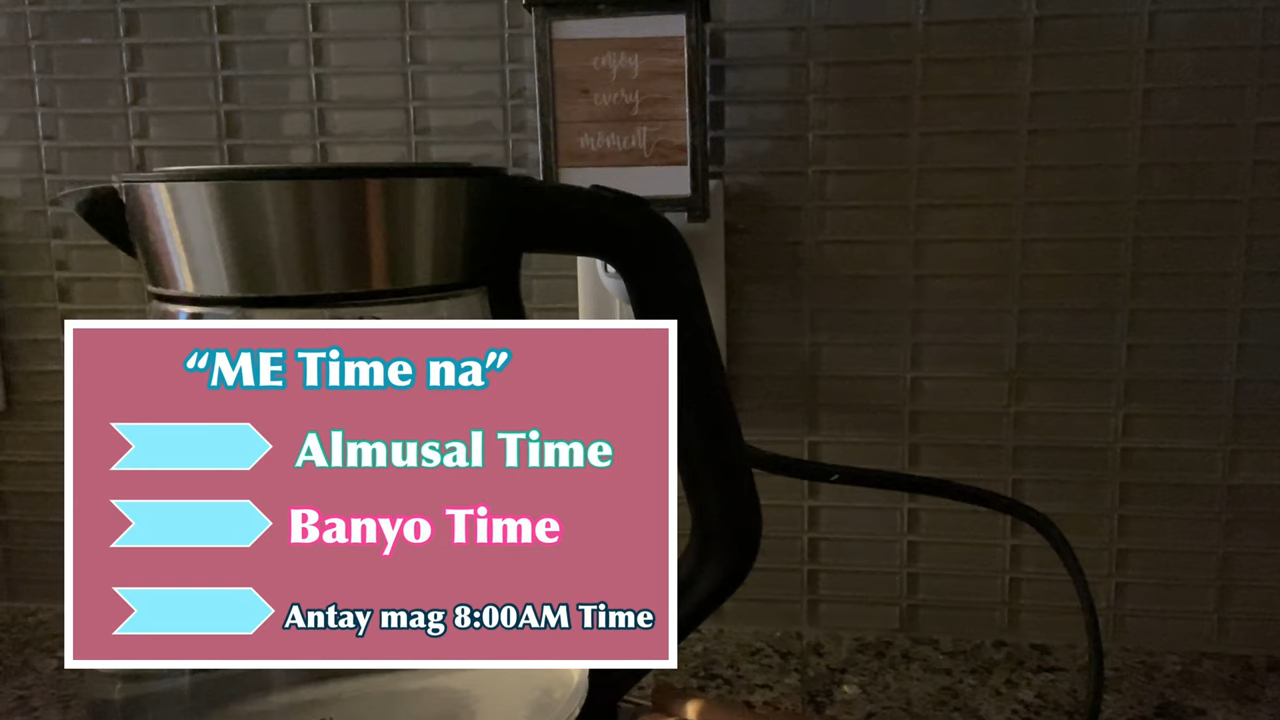 enjoy
every
moment
“ME Time na”
Almusal Time
Banyo Time
Antay mag 8:00AM Time